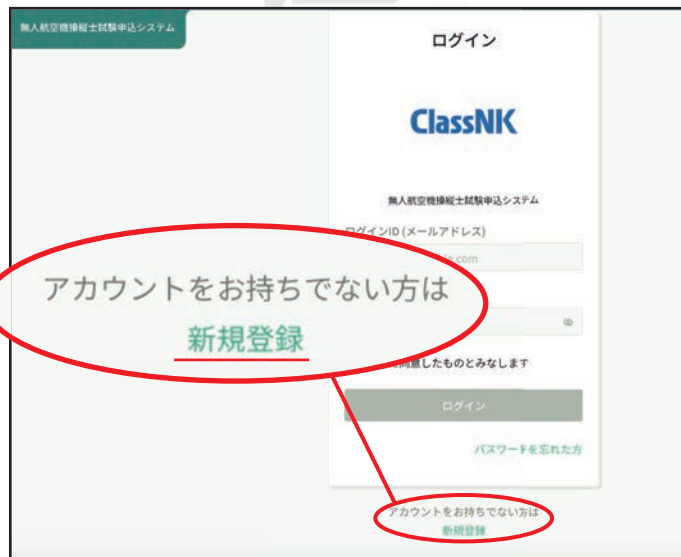 無人航空機操縦士試験申込システム
ログイン
ClassNK
無人航空機操縦士試験申込システム
ログインID (メールアドレス)
.com
アカウントをお持ちでない方は
新規登録
同意したものとみなします
ログイン
パスワードを忘れた方
アカウントをお持ちでない方は
新規登録